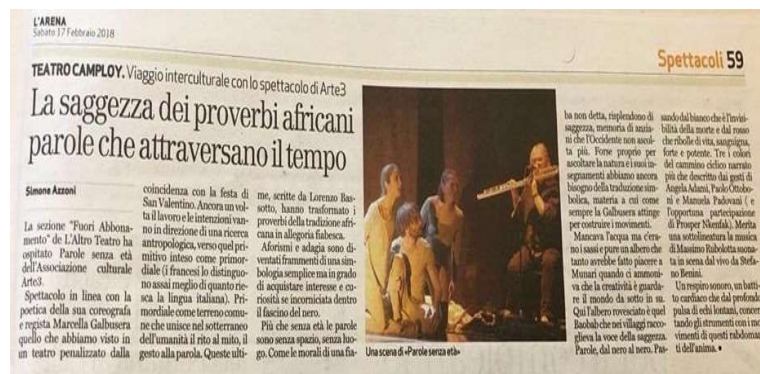 L'ARENA
Sabato 17 Febbraio 2018
Spettacoli 59
TEATRO CAMPLOY. Viaggio interculturale con lo spettacolo di Arte3
La saggezza dei proverbi africani
parole che attraversano il tempo
Simone Azzoni
La sezione "Fuori Abbona-
mento" de L'Altro Teatro ha
ospitato Parole senza età
dell'Associazione culturale
Arte3.
Spettacolo in linea con la
poetica della sua coreografa
e regista Marcella Galbusera
quello che abbiamo visto in
un teatro penalizzato dalla
coincidenza con la festa di
San Valentino. Ancora un vol-
ta il lavoro e le intenzioni van-
no in direzione di una ricerca
antropologica, verso quel pri-
mitivo inteso come primor-
diale (i francesi lo distinguo-
no assai meglio di quanto rie-
sca la lingua italiana). Pri-
mordiale come terreno comu-
ne che unisce nel sotterraneo
dell'umanità il rito al mito, il
gesto alla parola. Queste ulti-
me, scritte da Lorenzo Bas-
sotto, hanno trasformato i
proverbi della tradizione afri-
cana in allegoria fiabesca.
Aforismi e adagia sono di-
ventati frammenti di una sim-
bologia semplice ma in grado
di acquistare interesse e cu-
riosità se incorniciata dentro
il fascino del nero.
Più che senza età le parole
sono senza spazio, senza luo-
go. Come le morali di una fia-
Una scena di «Parole senza età»
ba non detta, risplendono di
saggezza, memoria di anzia-
ni che l'Occidente non ascol-
ta più. Forse proprio per
ascoltare la natura e i suoi in-
segnamenti abbiamo ancora
bisogno della traduzione sim-
bolica, materia a cui come
sempre la Galbusera attinge
per costruire i movimenti.
Mancava l'acqua ma c'era-
no i sassi e pure un albero che
tanto avrebbe fatto piacere a
Munari quando ci ammoni-
va che la creatività è guarda-
re il mondo da sotto in su.
Qui l'albero rovesciato è quel
Baobab che nei villaggi racco-
glieva la voce della saggezza.
Parole, dal nero al nero. Pas-
sando dal bianco che è l'invisi-
bilità della morte e dal rosso
che ribolle di vita, sanguigna,
forte e potente. Tre i colori
del cammino ciclico narrato
più che descritto dai gesti di
Angela Adami, Paolo Ottobo-
ni e Manuela Padovani ( e
l'opportuna partecipazione
di Prosper Nkenfak). Merita
una sottolineatura la musica
di Massimo Rubolotta suona-
ta in scena dal vivo da Stefa-
no Benini.
Un respiro sonoro, un batti-
to cardiaco che dal profondo
pulsa di echi lontani, concer-
tando gli strumenti con i mo-
vimenti di questi rabdoman-
ti dell'anima. •